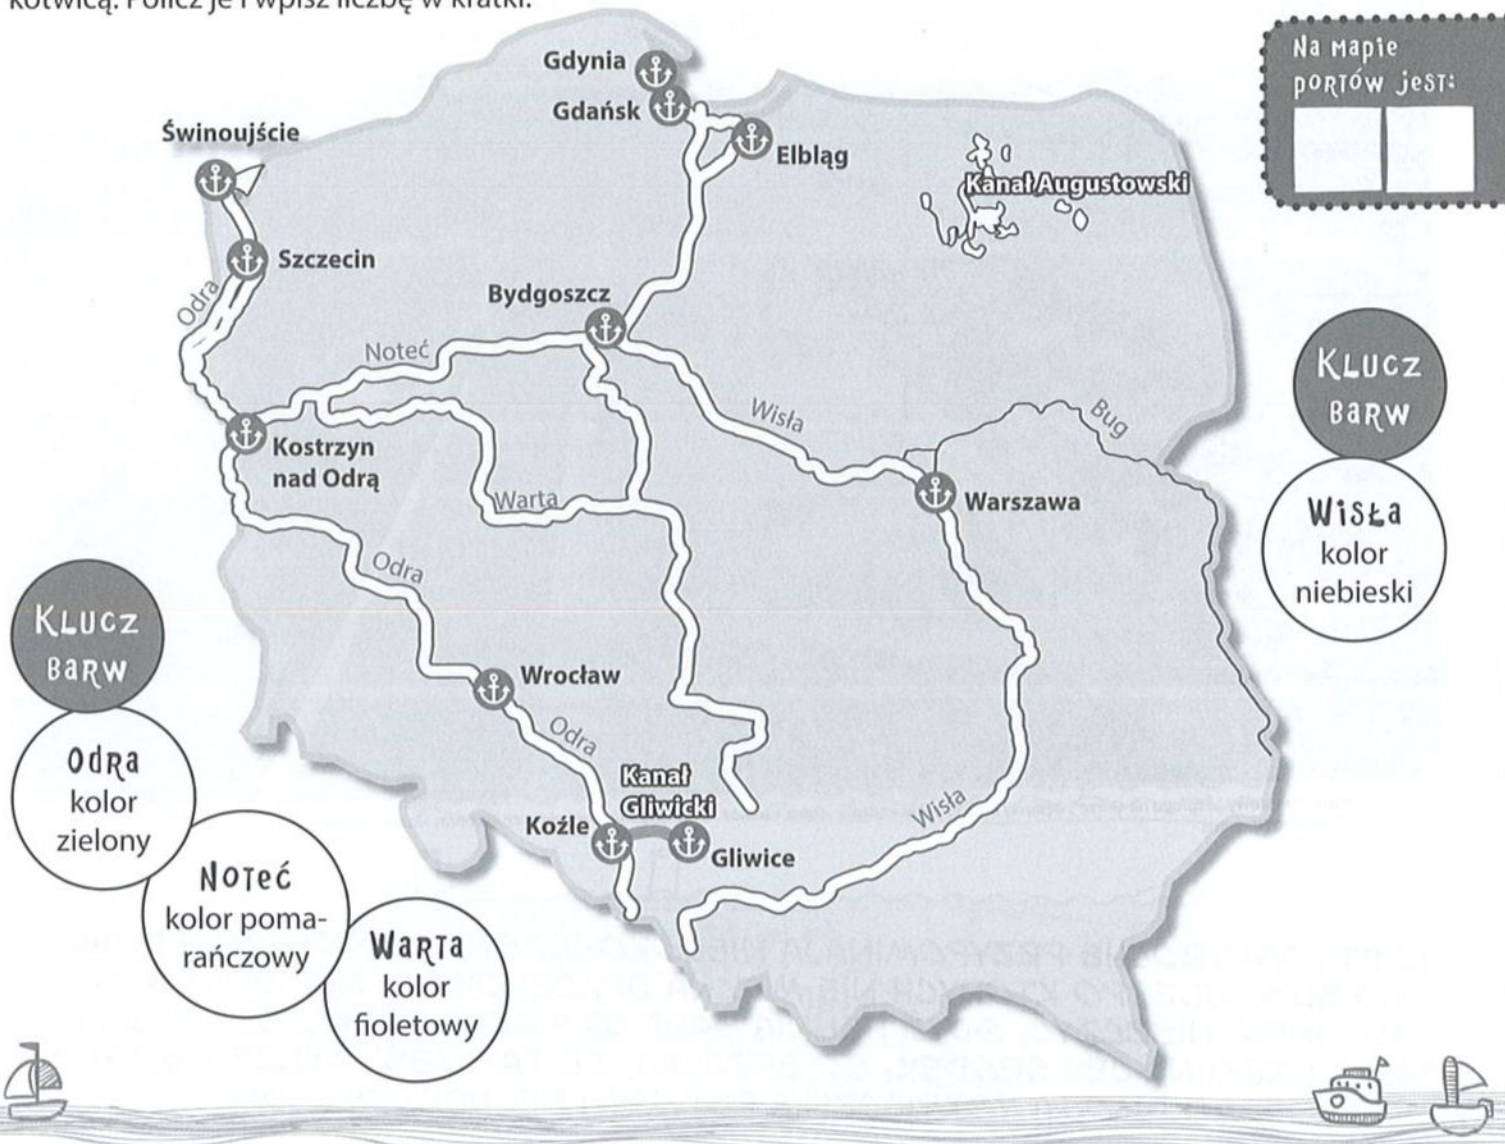 kotwicą. Policz je i wpisz liczbę w kratki.
Na mapie
portów jest:
Gdynia
Gdańsk
Świnoujście
Elbląg
Kanał Augustowski
Szczecin
Odra
Bydgoszcz
Noteć
Klucz
barw
Wisła
Bug
Kostrzyn
nad Odrą
Warta
Warszawa
Wisła
kolor
niebieski
Odra
Klucz
barw
Wrocław
Odra
Odra
kolor
zielony
Kanał
Gliwicki
Wisła
Koźle
Gliwice
Noteć
kolor poma-
rańczowy
Warta
kolor
fioletowy